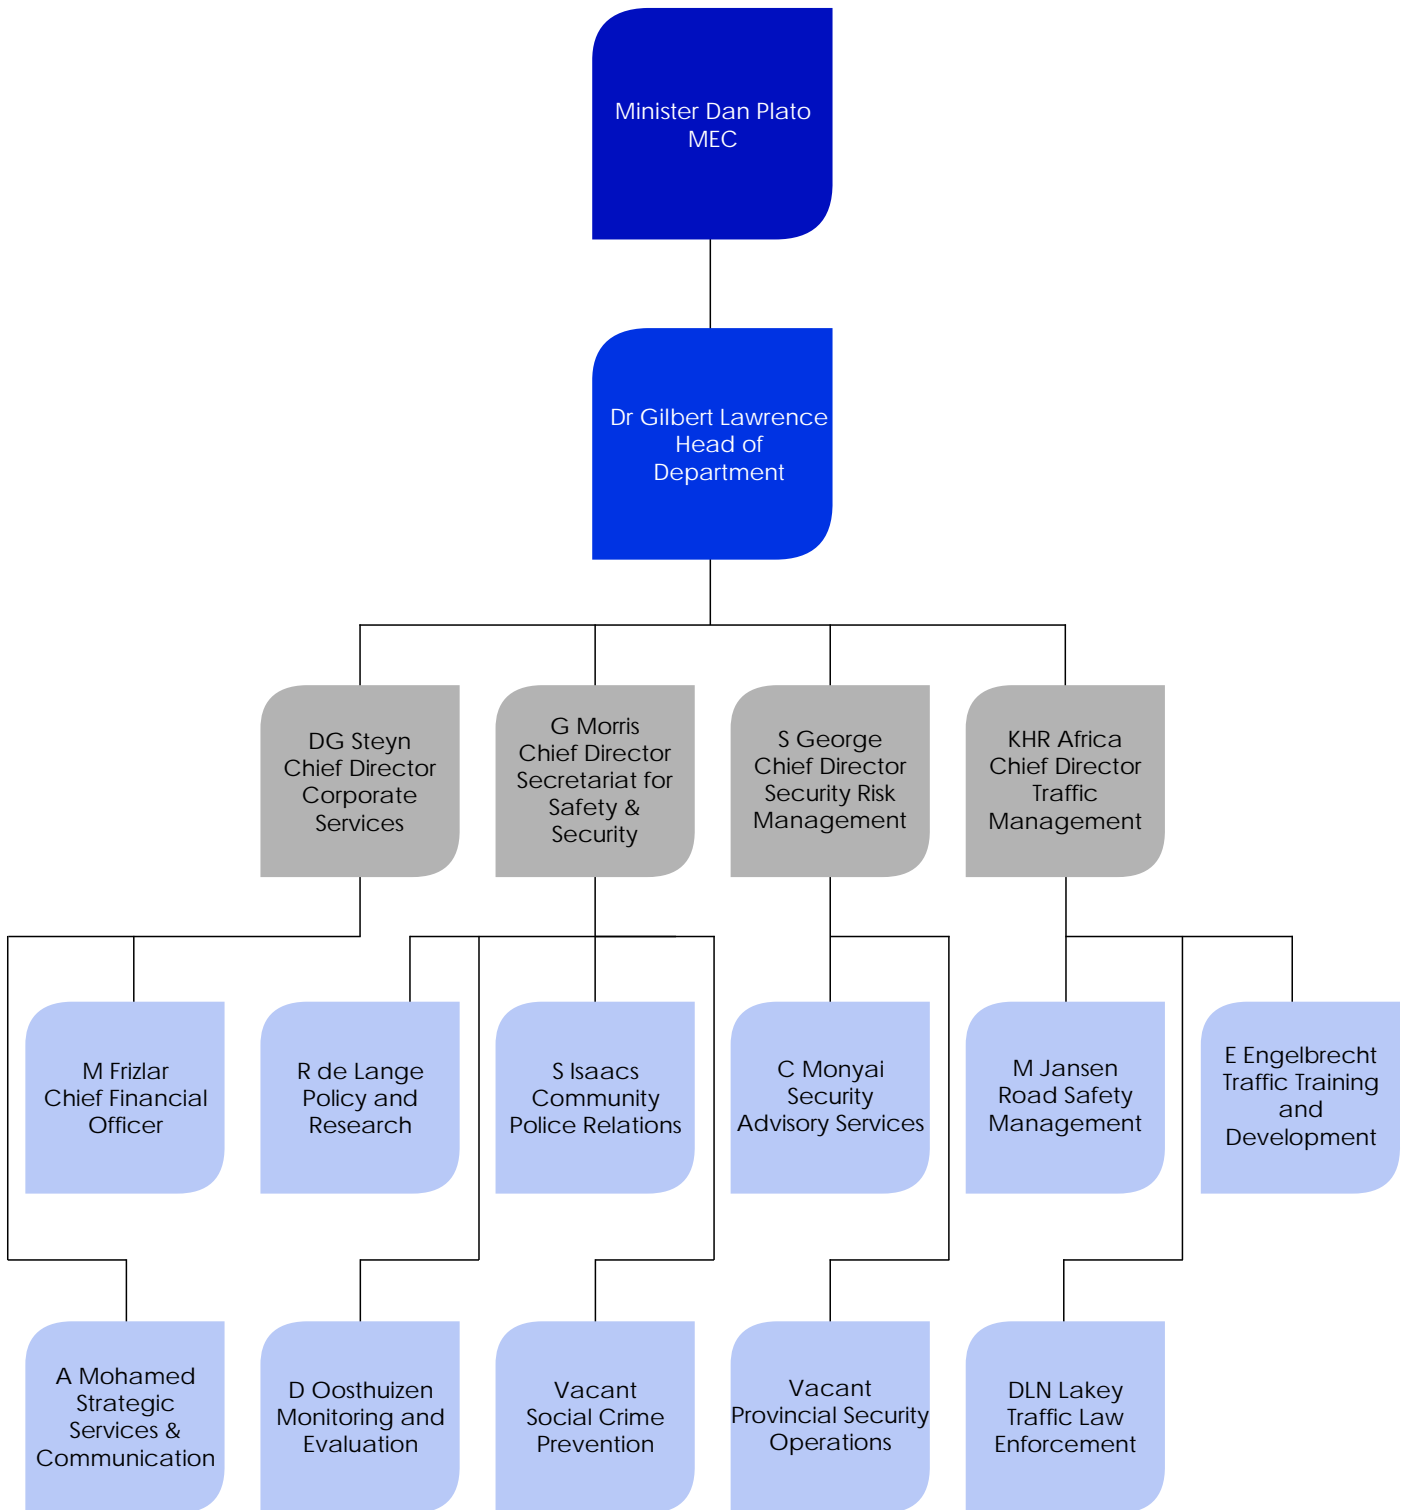 Minister Dan Plato
MEC
Dr Gilbert Lawrence
Head of
Department
DG Steyn
Chief Director
Corporate
Services
G Morris
Chief Director
Secretariat for
Safety &
Security
S George
Chief Director
Security Risk
Management
KHR Africa
Chief Director
Traffic
Management
M Frizlar
Chief Financial
Officer
R de Lange
Policy and
Research
S Isaacs
Community
Police Relations
C Monyai
Security
Advisory Services
M Jansen
Road Safety
Management
E Engelbrecht
Traffic Training
and
Development
A Mohamed
Strategic
Services &
Communication
D Oosthuizen
Monitoring and
Evaluation
Vacant
Social Crime
Prevention
Vacant
Provincial Security
Operations
DLN Lakey
Traffic Law
Enforcement